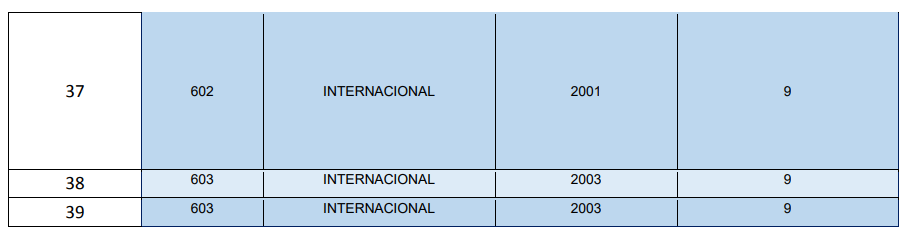 37 602 INTERNACIONAL 2001 9
38 603 INTERNACIONAL 2003 9
39 603 INTERNACIONAL 2003 9